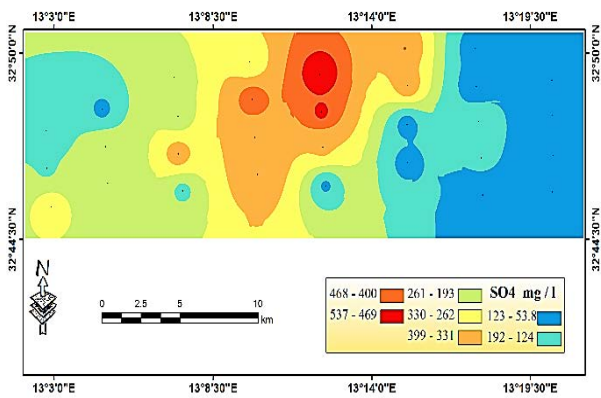 13°3'0"E 13°8'30"E 13°14'0"E 13°19'30"E
32°50'0"N
32°50'0"N
32°44'30"N
32°44'30"N
N
468 - 400 261 - 193 SO4 mg / l
537 - 469 330 - 262 123 - 53.8
399 - 331 192 - 124
0 2.5 5 10
km
13°3'0"E 13°8'30"E 13°14'0"E 13°19'30"E